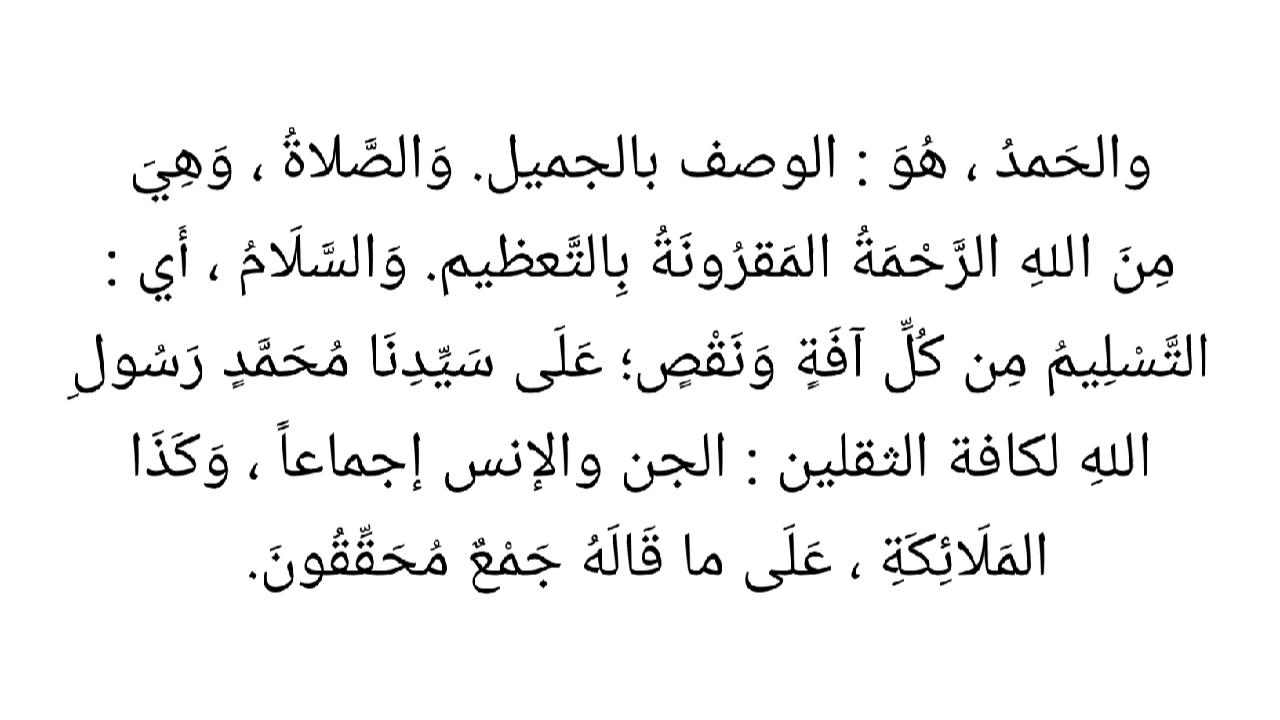 والحَمدُ ، هُوَ : الوصف بالجميل. وَالصَّلاةُ ، وَهِيَ
مِنَ اللهِ الرَّحْمَةُ المَقرُونَةُ بِالتَّعظيم. وَالسَّلَامُ ، أَي :
التَّسْلِيمُ مِن كُلِّ آفَةٍ وَنَقْصٍ؛ عَلَى سَيِّدِنَا مُحَمَّدٍ رَسُولِ
اللهِ لكافة الثقلين : الجن والإنس إجماعاً ، وَكَذَا
المَلَائِكَةِ ، عَلَى ما قَالَهُ جَمْعٌ مُحَقِّقُونَ.